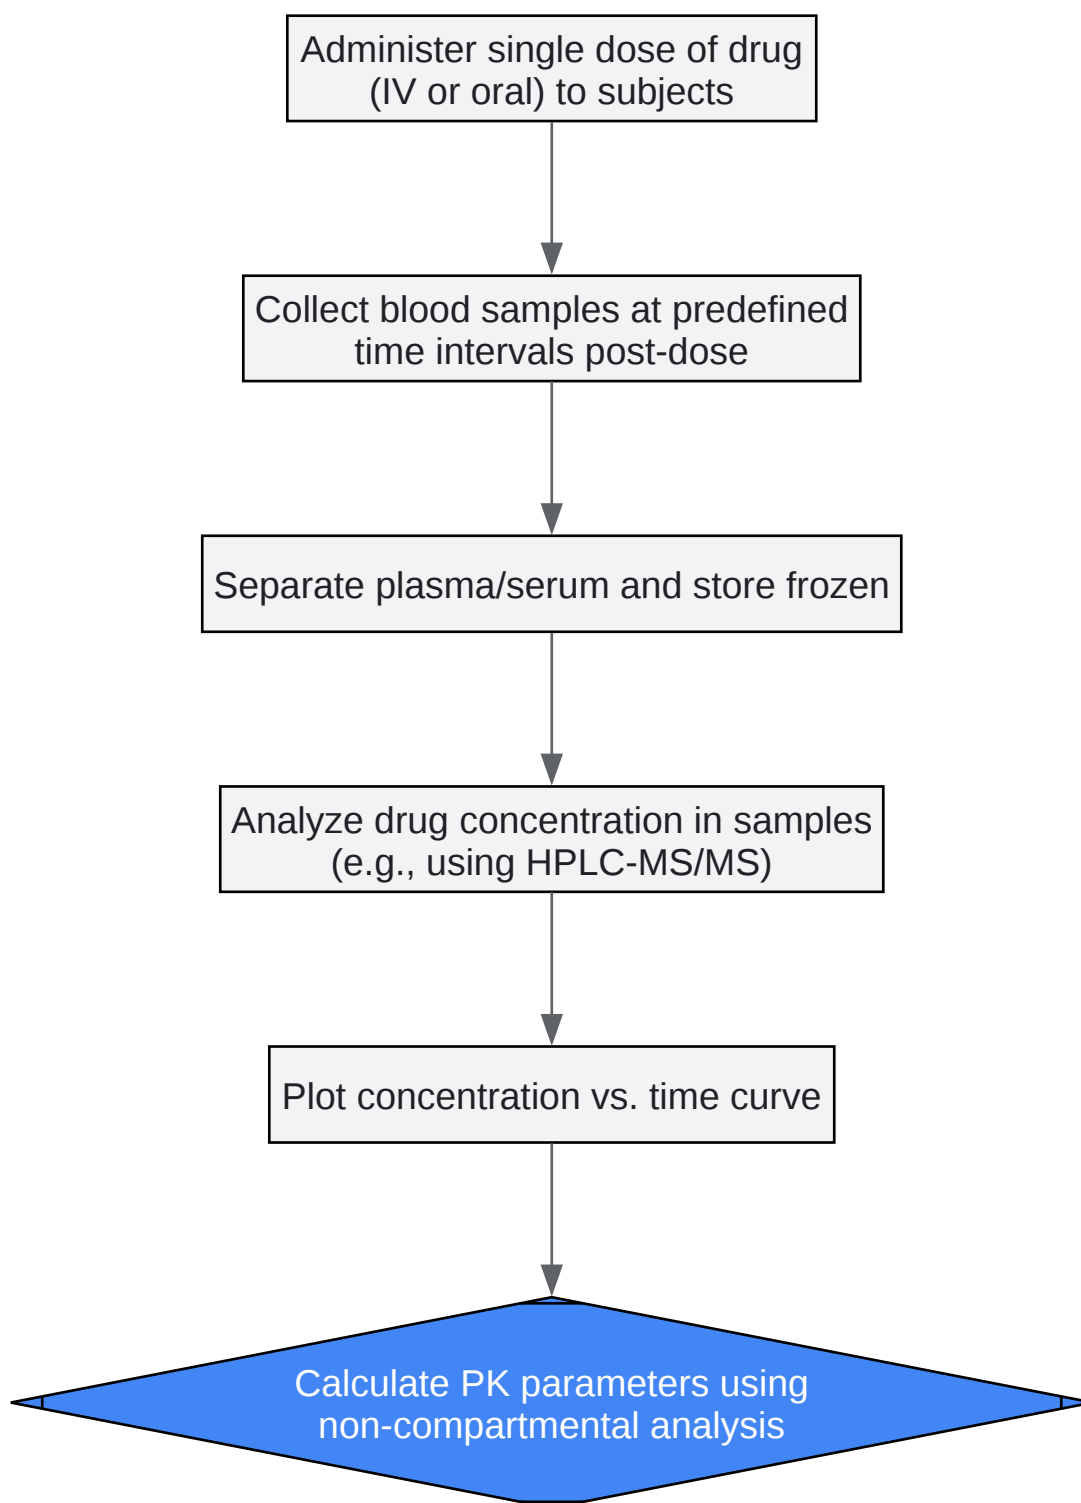 Administer single dose of drug
(IV or oral) to subjects
Collect blood samples at predefined
time intervals post-dose
Separate plasma/serum and store frozen
Analyze drug concentration in samples
(e.g., using HPLC-MS/MS)
Plot concentration vs. time curve
Calculate PK parameters using
non-compartmental analysis